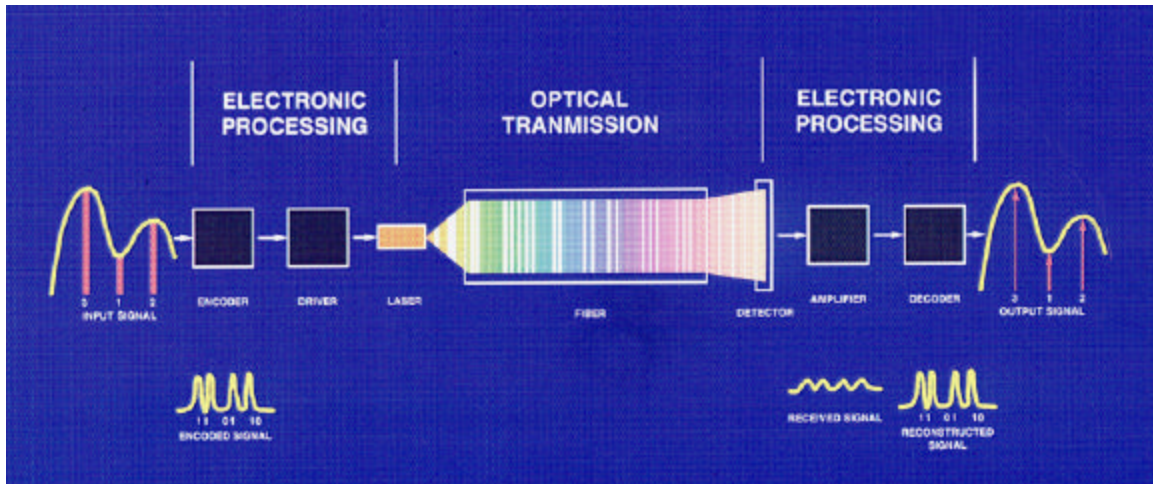 ELECTRONIC
PROCESSING
OPTICAL
TRANMISSION
ELECTRONIC
PROCESSING
3 1 2
INPUT SIGNAL
ENCODER
DRIVER
LASER
FIBER
DETECTOR
AMPLIFIER
DECODER
3 1 2
OUTPUT SIGNAL
11 01 10
ENCODED SIGNAL
RECEIVED SIGNAL
11 01 10
RECONSTRUCTED
SIGNAL